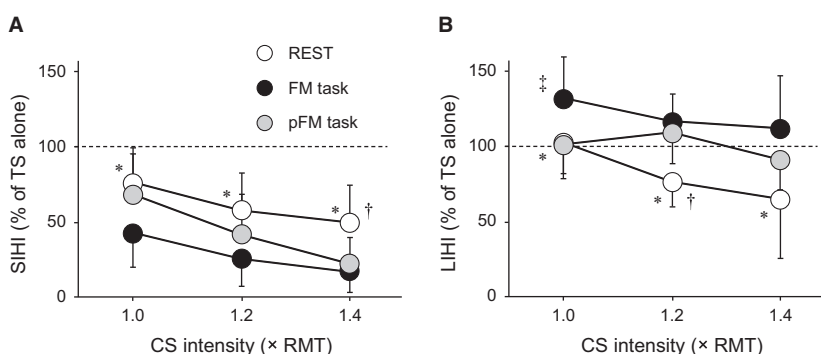 A
REST
FM task
pFM task
SIHI (% of TS alone)
150
100
50
0
*
*
*
†
1.0
1.2
1.4
CS intensity (× RMT)
B
LIHI (% of TS alone)
150
100
50
0
‡
*
*
†
*
1.0
1.2
1.4
CS intensity (× RMT)